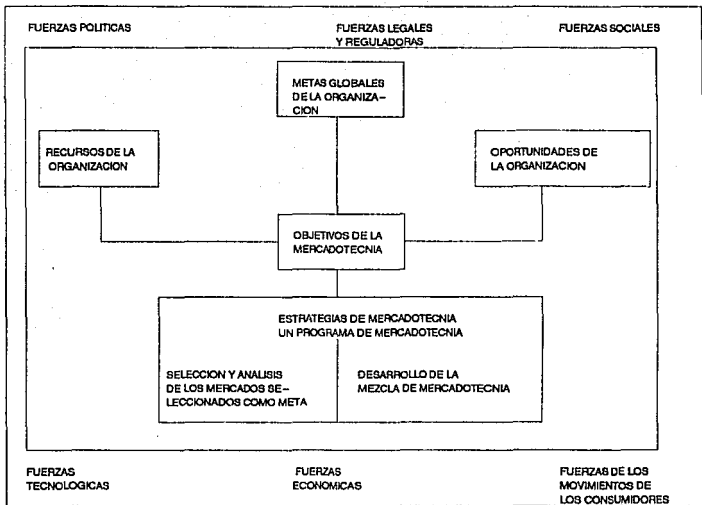 FUERZAS POLITICAS
FUERZAS LEGALES
Y REGULADORAS
FUERZAS SOCIALES
METAS GLOBALES
DE LA ORGANIZA-
CION
RECURSOS DE LA
ORGANIZACION
OPORTUNIDADES DE
LA ORGANIZACION
OBJETIVOS DE LA
MERCADOTECNIA
ESTRATEGIAS DE MERCADOTECNIA
UN PROGRAMA DE MERCADOTECNIA
SELECCION Y ANALISIS
DE LOS MERCADOS SE-
LECCIONADOS COMO META
DESARROLLO DE LA
MEZCLA DE MERCADOTECNIA
FUERZAS
TECNOLOGICAS
FUERZAS
ECONOMICAS
FUERZAS DE LOS
MOVIMIENTOS DE
LOS CONSUMIDORES